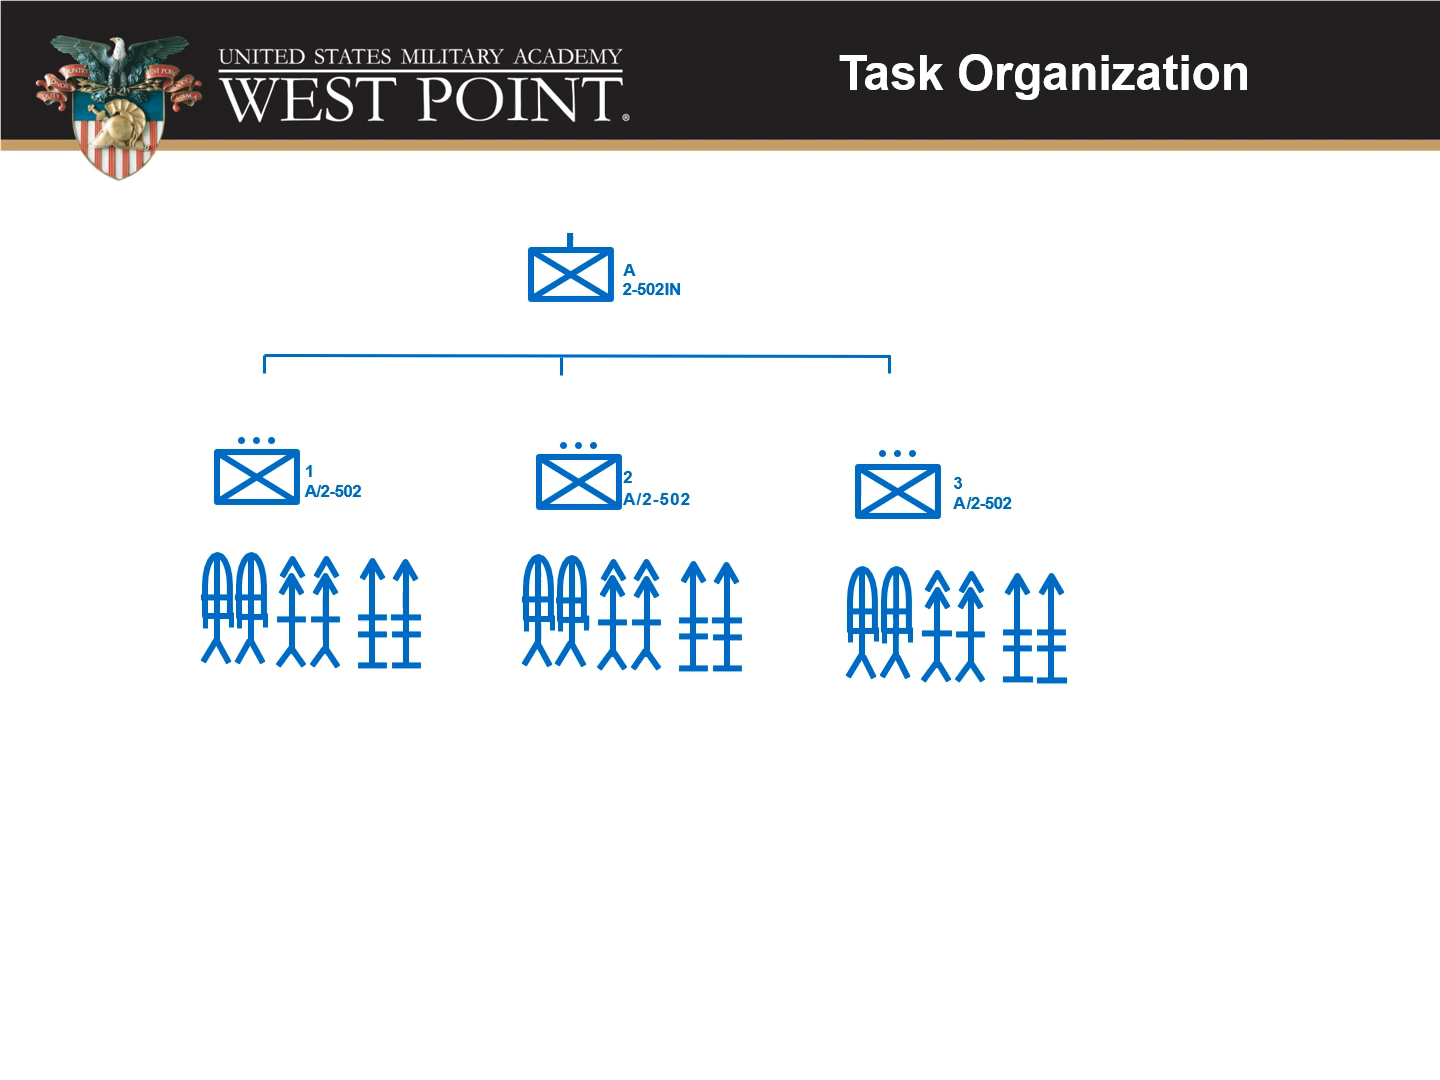 UNITED STATES MILITARY ACADEMY
WEST POINT®
Task Organization
A
2-502IN
1
A/2-502
2
A/2-502
3
A/2-502